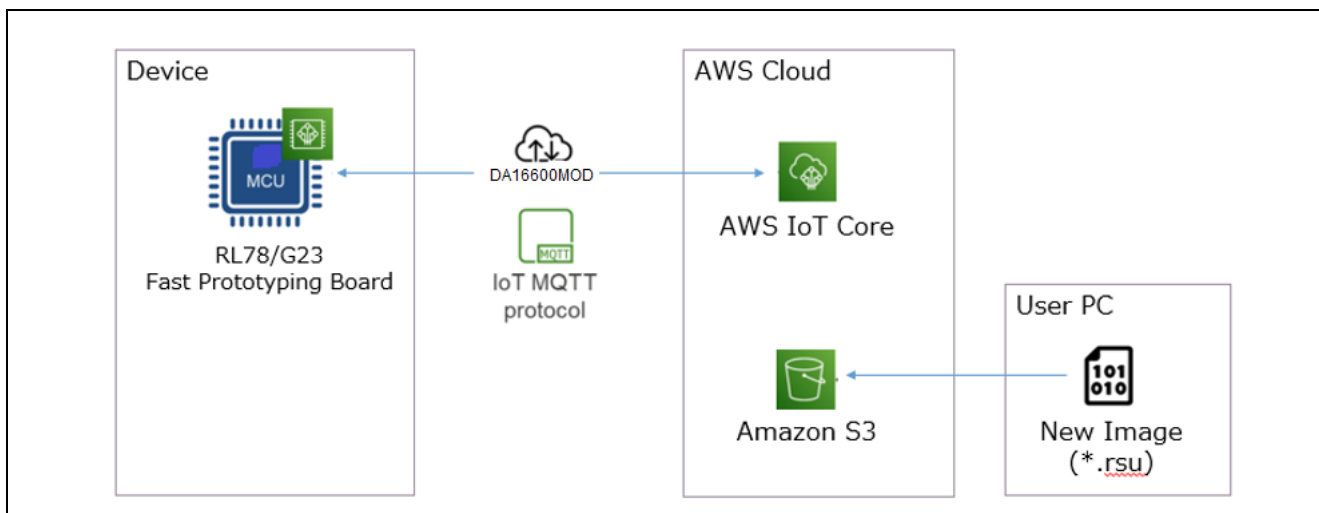 Device
MCU
RL78/G23
Fast Prototyping Board
DA16600MOD
MQTT
IoT MQTT
protocol
AWS Cloud
AWS IoT Core
Amazon S3
User PC
101
010
New Image
(*.rsu)